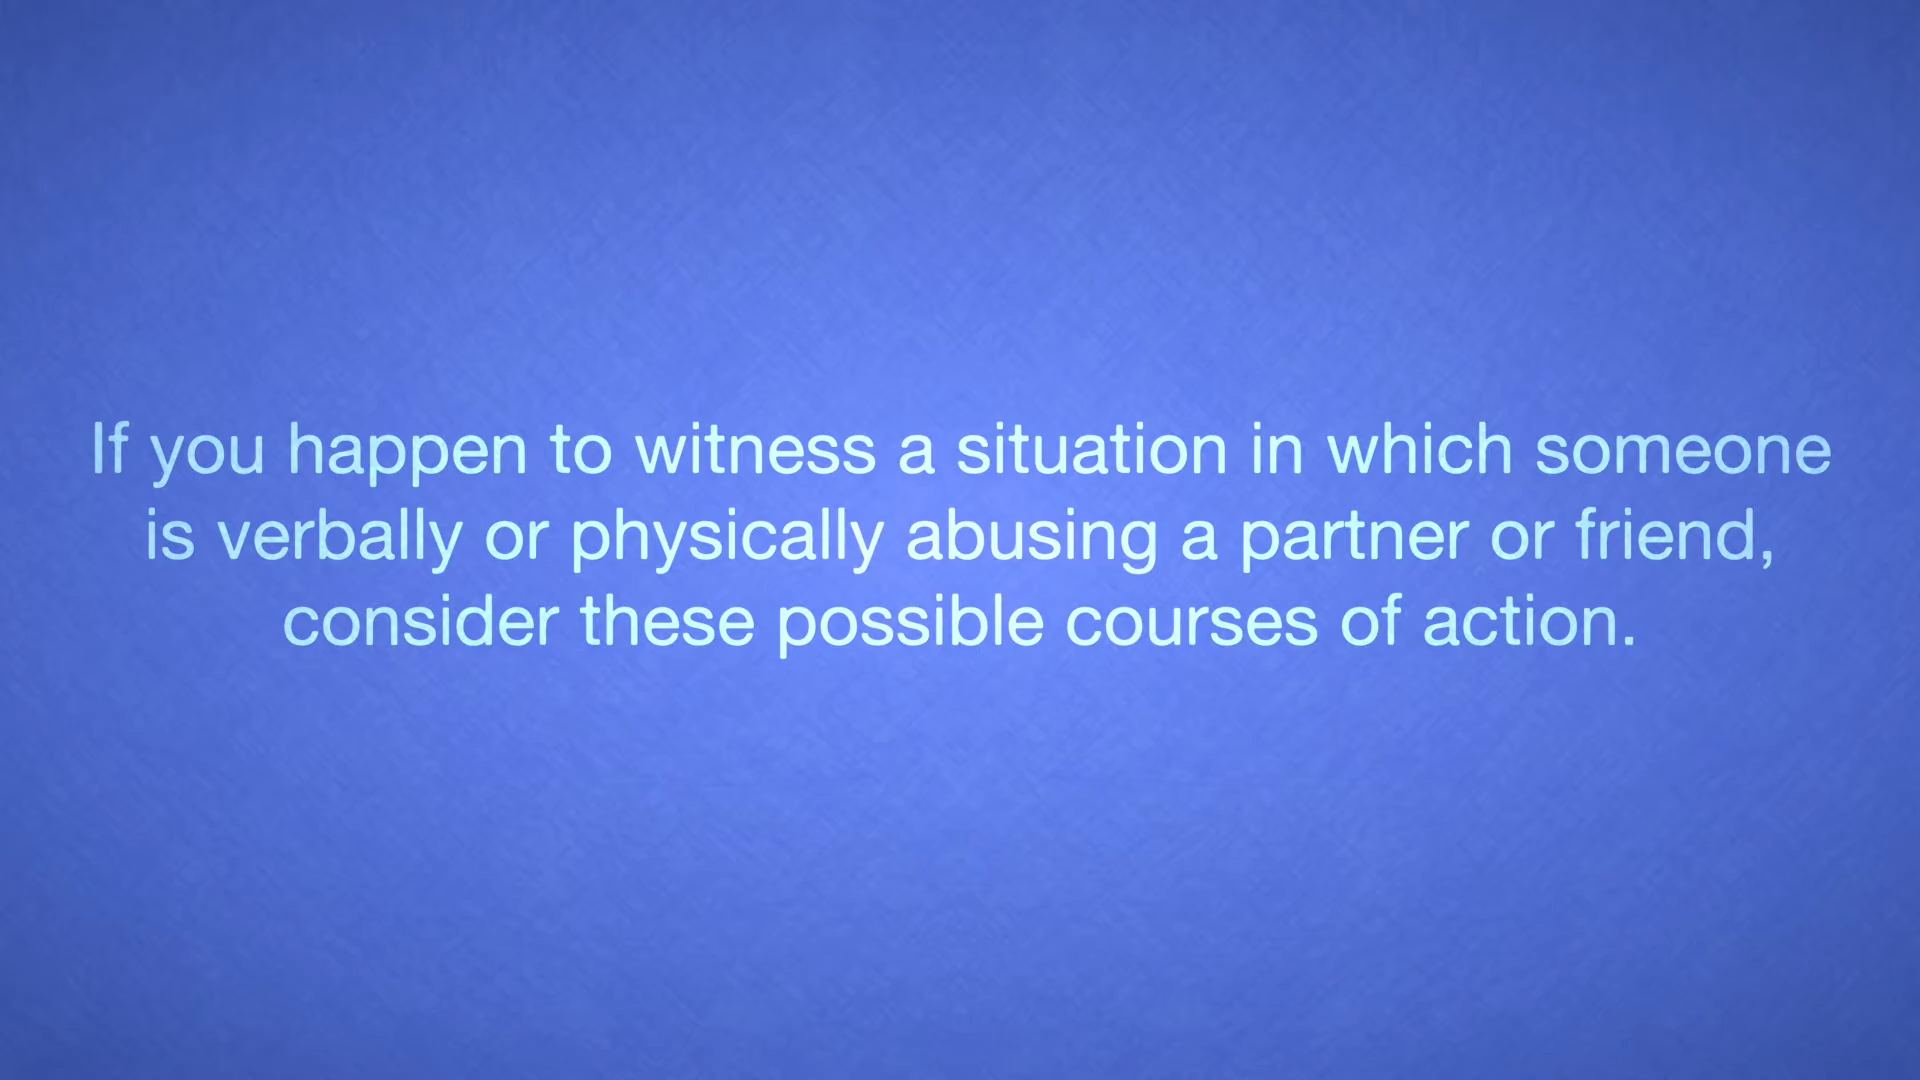 If you happen to witness a situation in which someone
is verbally or physically abusing a partner or friend,
consider these possible courses of action.